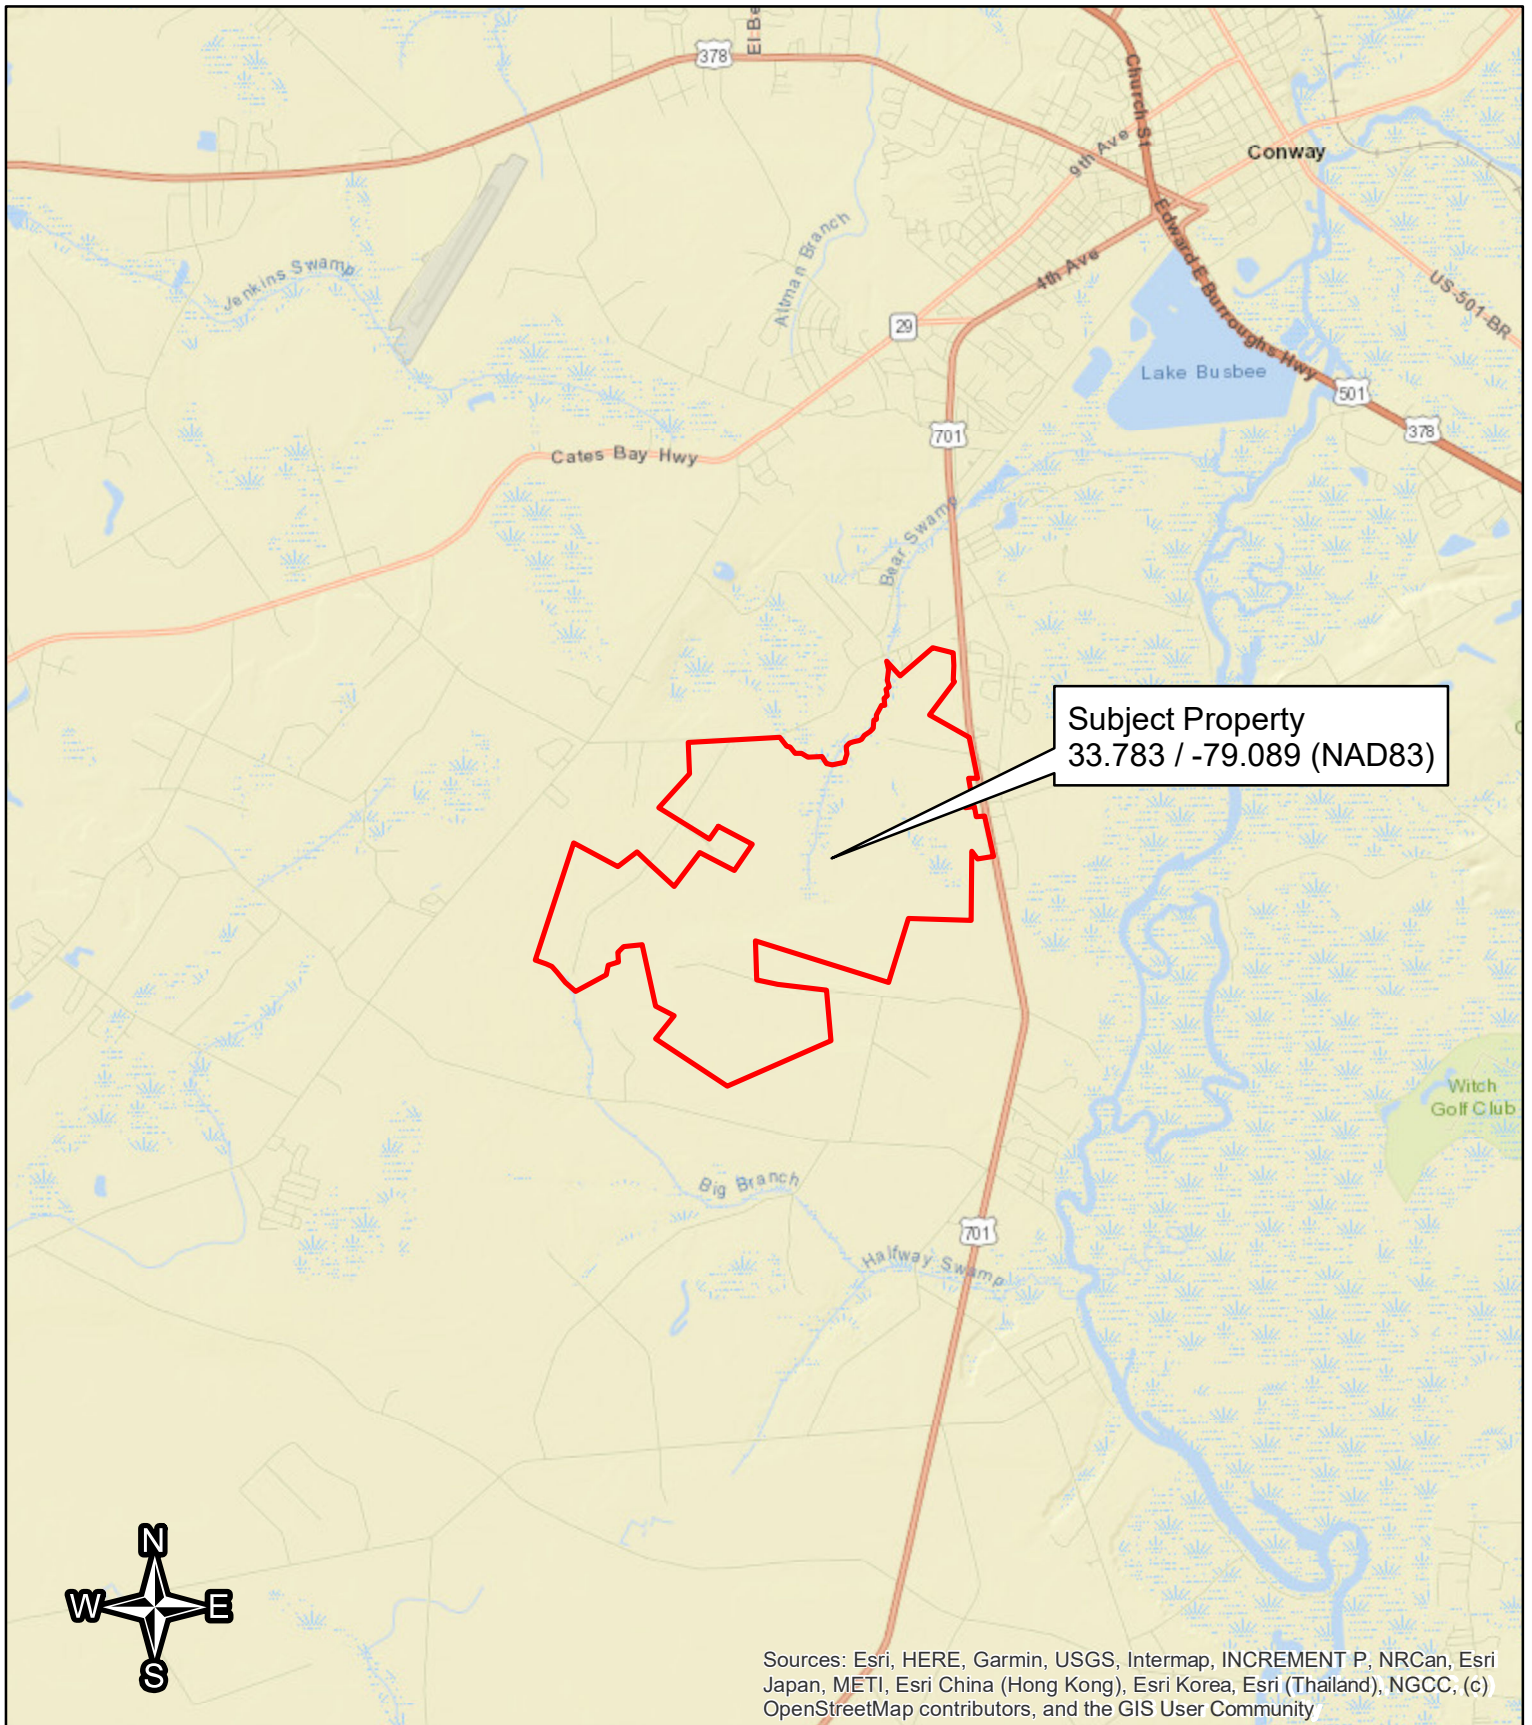 378
El Be
Church St
9th Ave
Conway
Altman Branch
Jenkins Swamp
Edward E Burroughs Hwy
4th Ave
US-501-BR
29
Lake Busbee
501
378
701
Cates Bay Hwy
Bear Swamp
Subject Property
33.783 / -79.089 (NAD83)
Witch
Golf Club
Big Branch
701
Halfway Swamp
N
W
E
S
Sources: Esri, HERE, Garmin, USGS, Intermap, INCREMENT P, NRCan, Esri
Japan, METI, Esri China (Hong Kong), Esri Korea, Esri (Thailand), NGCC, (c)
OpenStreetMap contributors, and the GIS User Community